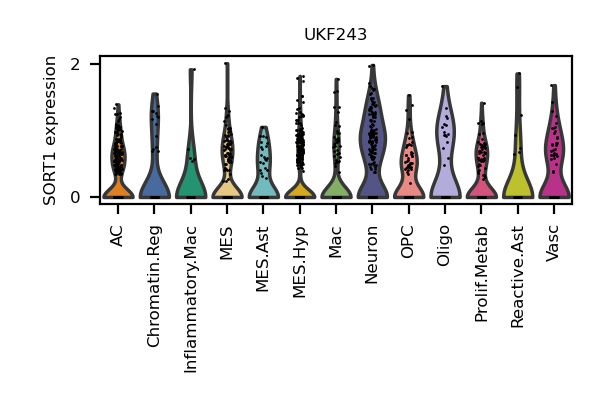 UKF243
SORT1 expression
2
0
AC
Chromatin.Reg
Inflammatory.Mac
MES
MES.Ast
MES.Hyp
Mac
Neuron
OPC
Oligo
Prolif.Metab
Reactive.Ast
Vasc